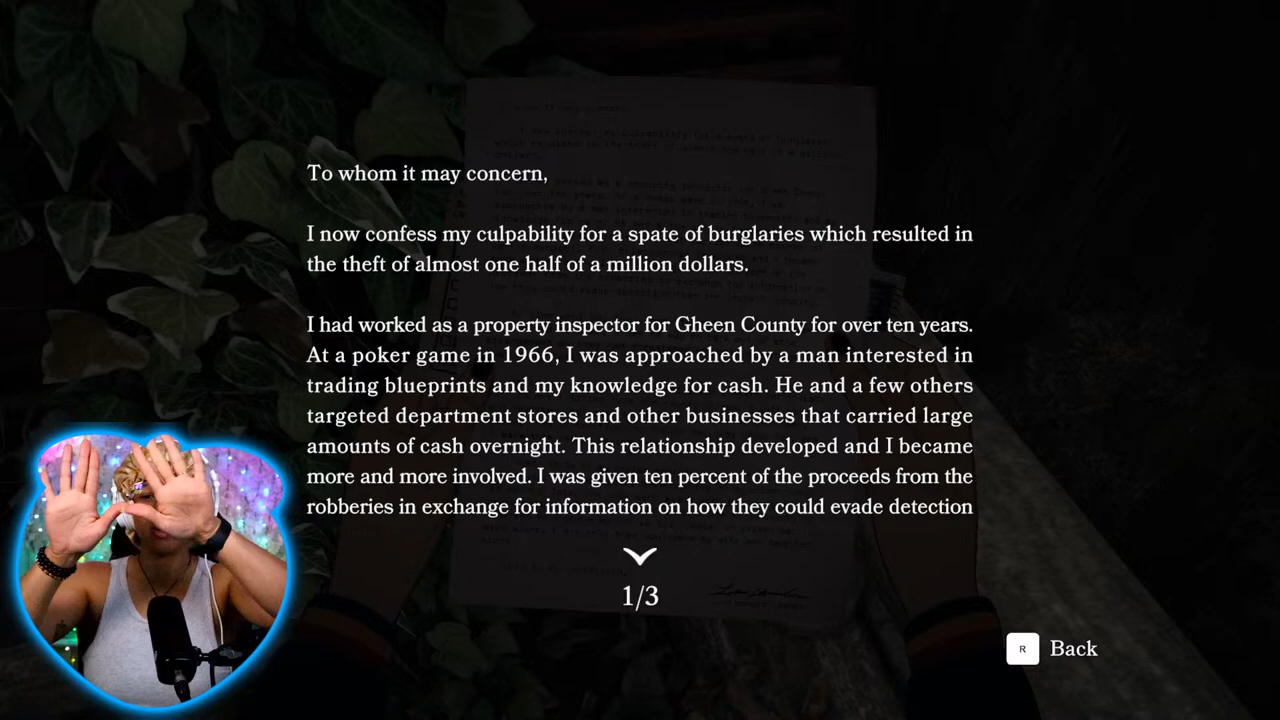 To whom it may concern,
I now confess my culpability for a spate of burglaries which resulted in
the theft of almost one half of a million dollars.
I had worked as a property inspector for Gheen County for over ten years.
At a poker game in 1966, I was approached by a man interested in
trading blueprints and my knowledge for cash. He and a few others
targeted department stores and other businesses that carried large
amounts of cash overnight. This relationship developed and I became
more and more involved. I was given ten percent of the proceeds from the
robberies in exchange for information on how they could evade detection
1/3
R Back